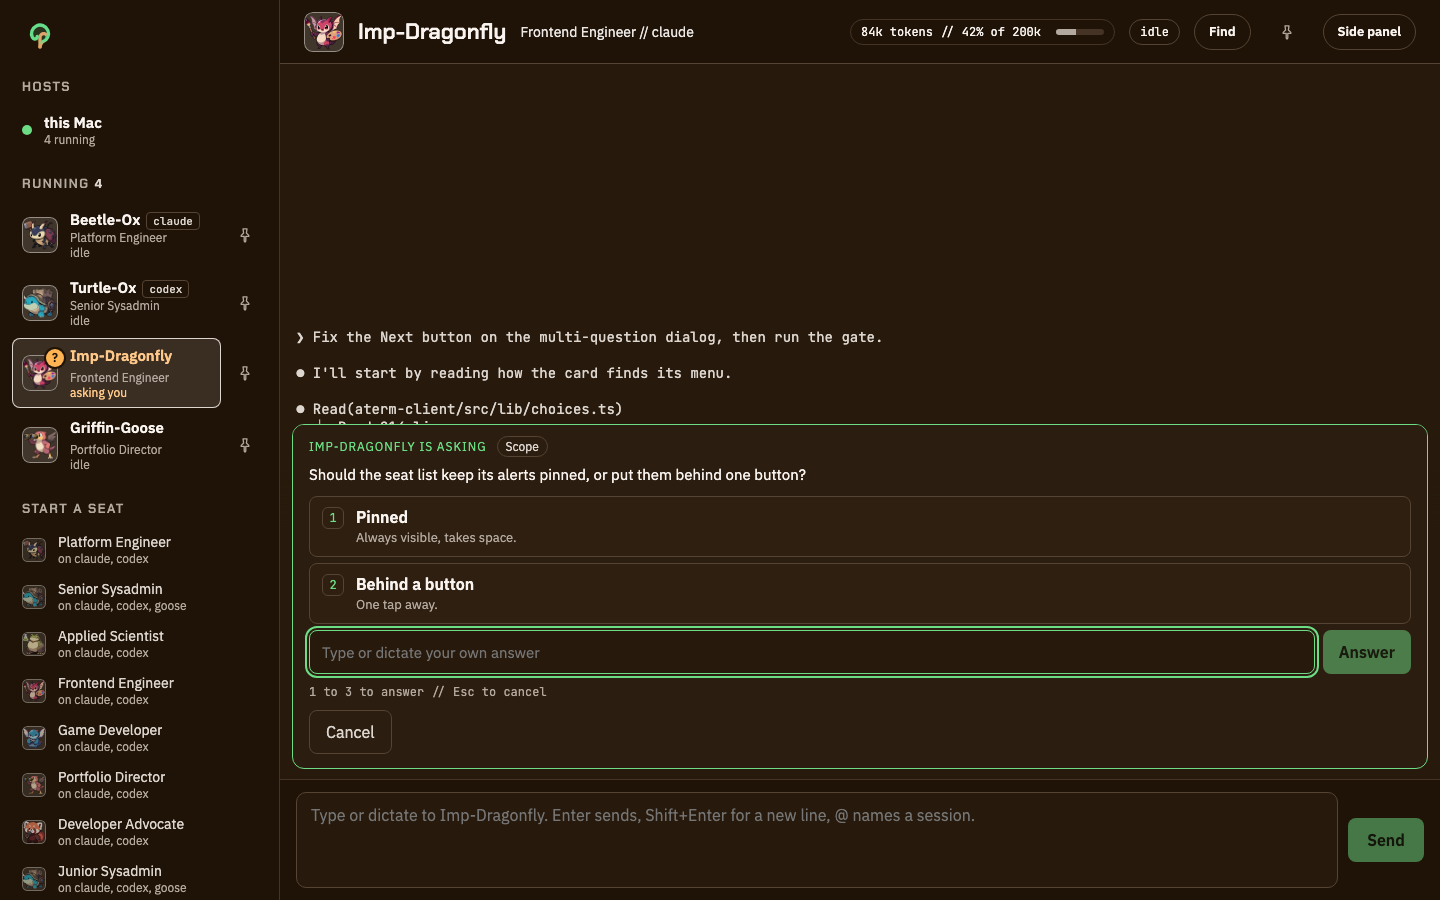 HOSTS
this Mac
4 running
RUNNING 4
Beetle-Ox claude
Platform Engineer
idle
Turtle-Ox codex
Senior Sysadmin
idle
?
Imp-Dragonfly
Frontend Engineer
asking you
Griffin-Goose
Portfolio Director
idle
START A SEAT
Platform Engineer
on claude, codex
Senior Sysadmin
on claude, codex, goose
Applied Scientist
on claude, codex
Frontend Engineer
on claude, codex
Game Developer
on claude, codex
Portfolio Director
on claude, codex
Developer Advocate
on claude, codex
Junior Sysadmin
on claude, codex, goose
Imp-Dragonfly Frontend Engineer // claude
84k tokens // 42% of 200k
idle
Find
Side panel
❯ Fix the Next button on the multi-question dialog, then run the gate.
● I'll start by reading how the card finds its menu.
● Read(aterm-client/src/lib/choices.ts)
IMP-DRAGONFLY IS ASKING Scope
Should the seat list keep its alerts pinned, or put them behind one button?
1 Pinned
Always visible, takes space.
2 Behind a button
One tap away.
Type or dictate your own answer
Answer
1 to 3 to answer // Esc to cancel
Cancel
Type or dictate to Imp-Dragonfly. Enter sends, Shift+Enter for a new line, @ names a session.
Send